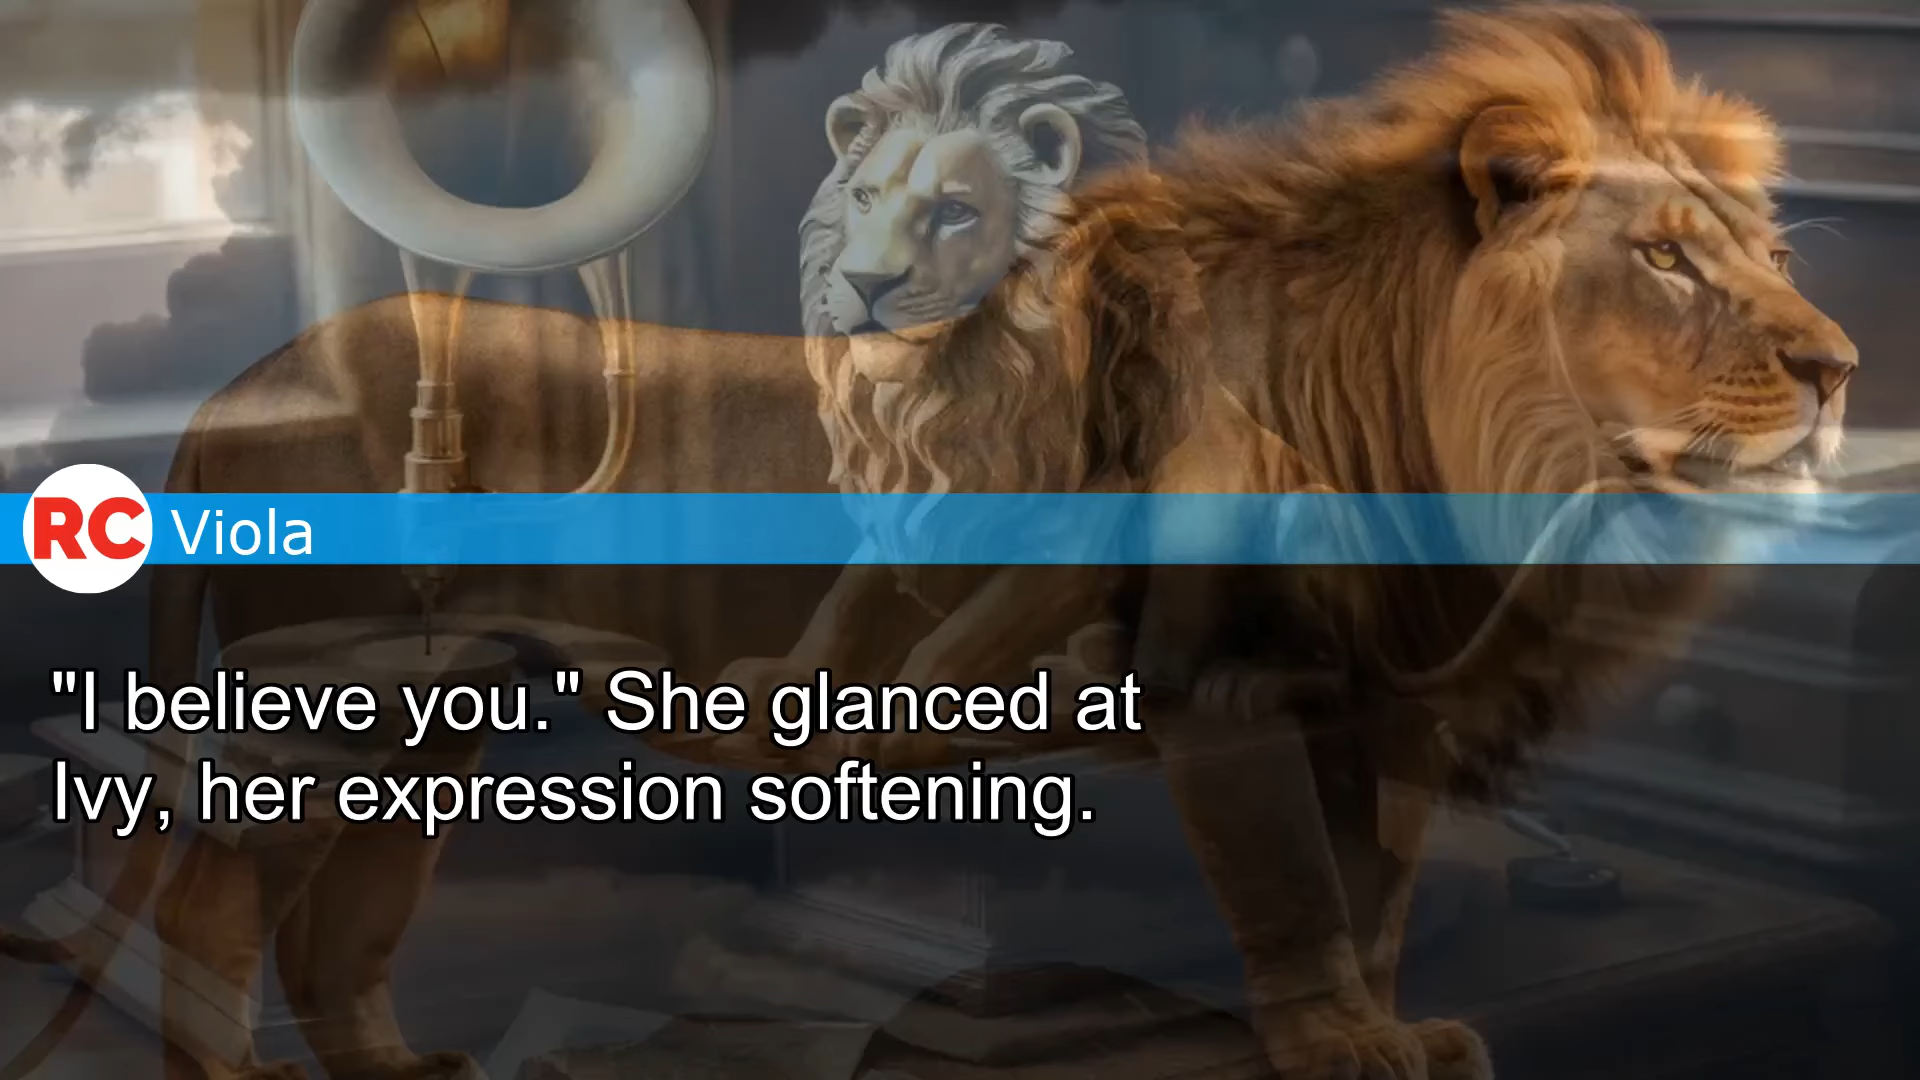 RC Viola
"I believe you." She glanced at
Ivy, her expression softening.